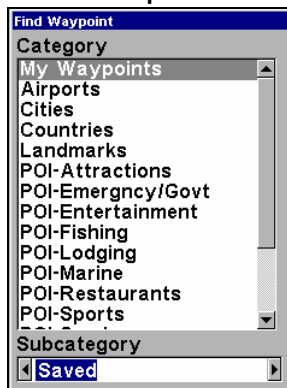 Find Waypoint
Category
My Waypoints
Airports
Cities
Countries
Landmarks
POI-Attractions
POI-Emergncy/Govt
POI-Entertainment
POI-Fishing
POI-Lodging
POI-Marine
POI-Restaurants
POI-Sports
Subcategory
Saved